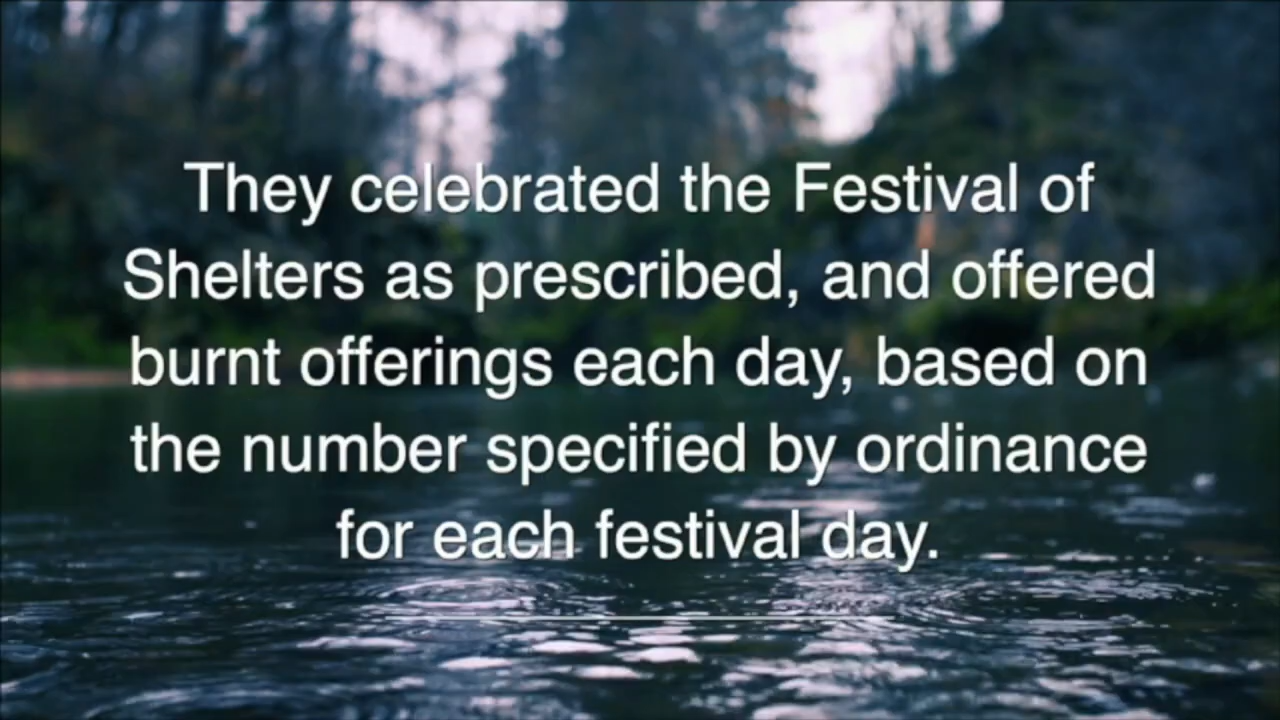 They celebrated the Festival of
Shelters as prescribed, and offered
burnt offerings each day, based on
the number specified by ordinance
for each festival day.